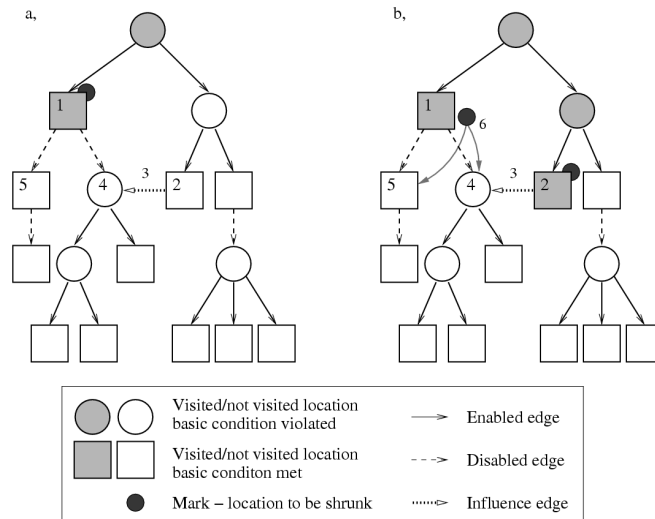 a,
b,
1
6
5
4
3
2
1
5
4
3
2
Visited/not visited location
basic condition violated
Visited/not visited location
basic conditon met
Mark – location to be shrunk
Enabled edge
Disabled edge
Influence edge